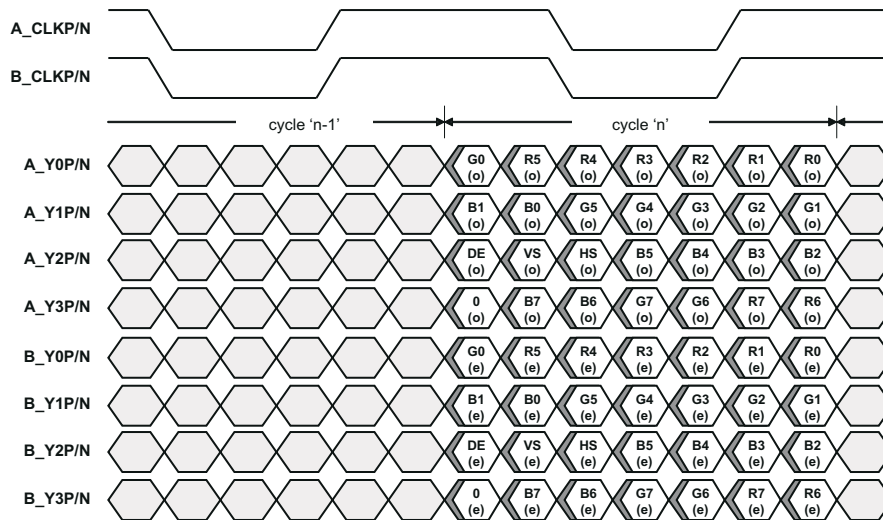 A_CLKP/N
B_CLKP/N
cycle ‘n-1’ cycle ‘n’
A_Y0P/N G0 (o) R5 (o) R4 (o) R3 (o) R2 (o) R1 (o) R0 (o)
A_Y1P/N B1 (o) B0 (o) G5 (o) G4 (o) G3 (o) G2 (o) G1 (o)
A_Y2P/N DE (o) VS (o) HS (o) B5 (o) B4 (o) B3 (o) B2 (o)
A_Y3P/N 0 (o) B7 (o) B6 (o) G7 (o) G6 (o) R7 (o) R6 (o)
B_Y0P/N G0 (e) R5 (e) R4 (e) R3 (e) R2 (e) R1 (e) R0 (e)
B_Y1P/N B1 (e) B0 (e) G5 (e) G4 (e) G3 (e) G2 (e) G1 (e)
B_Y2P/N DE (e) VS (e) HS (e) B5 (e) B4 (e) B3 (e) B2 (e)
B_Y3P/N 0 (e) B7 (e) B6 (e) G7 (e) G6 (e) R7 (e) R6 (e)